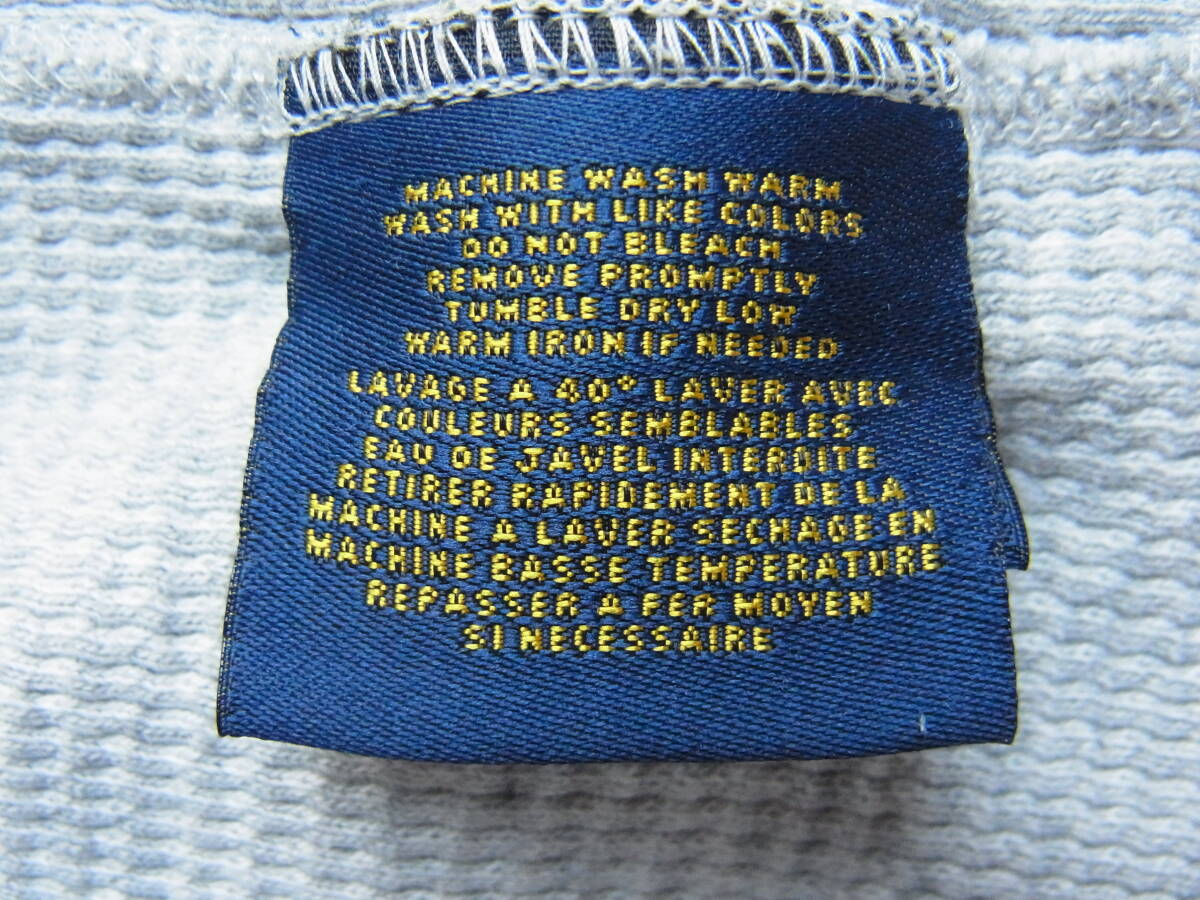 MACHINE WASH WARM
WASH WITH LIKE COLORS
DO NOT BLEACH
REMOVE PROMPTLY
TUMBLE DRY LOW
WARM IRON IF NEEDED
LAVAGE A 40° LAVER AVEC
COULEURS SEMBLABLES
EAU DE JAVEL INTERDITE
RETIRER RAPIDEMENT DE LA
MACHINE A LAVER SECHAGE EN
MACHINE BASSE TEMPERATURE
REPASSER A FER MOYEN
SI NECESSAIRE